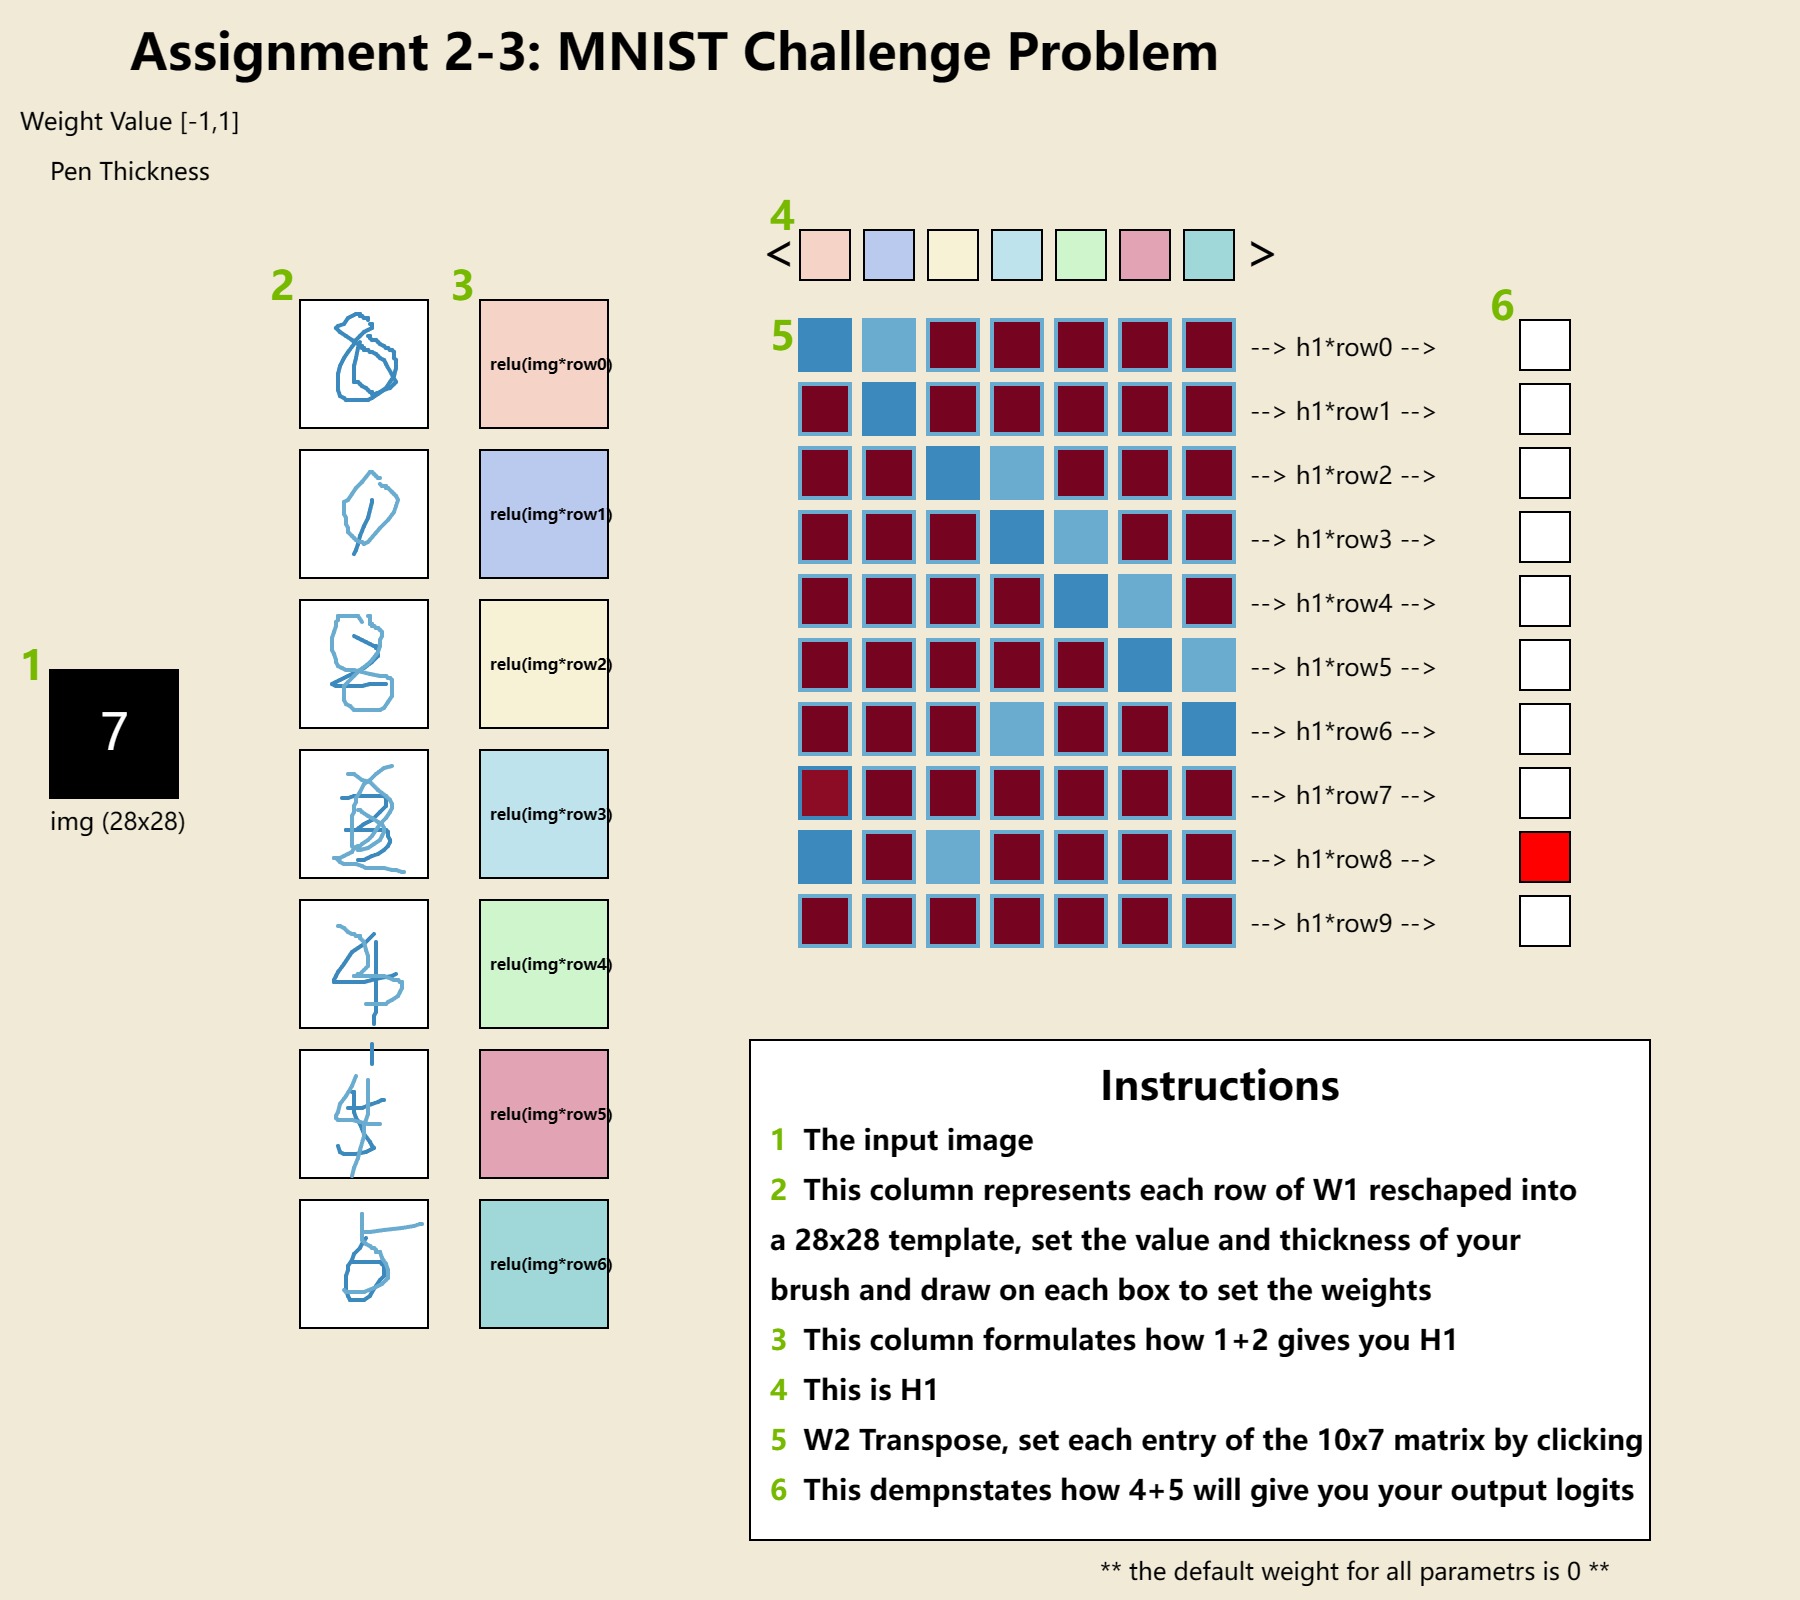 Assignment 2-3: MNIST Challenge Problem
Weight Value [-1,1]
Pen Thickness
4
< >
2
3
6
5
relu(img*row0)
relu(img*row1)
relu(img*row2)
relu(img*row3)
relu(img*row4)
relu(img*row5)
relu(img*row6)
1
7
img (28x28)
--> h1*row0 -->
--> h1*row1 -->
--> h1*row2 -->
--> h1*row3 -->
--> h1*row4 -->
--> h1*row5 -->
--> h1*row6 -->
--> h1*row7 -->
--> h1*row8 -->
--> h1*row9 -->
Instructions
1 The input image
2 This column represents each row of W1 reschaped into
a 28x28 template, set the value and thickness of your
brush and draw on each box to set the weights
3 This column formulates how 1+2 gives you H1
4 This is H1
5 W2 Transpose, set each entry of the 10x7 matrix by clicking
6 This dempnstates how 4+5 will give you your output logits
** the default weight for all parametrs is 0 **